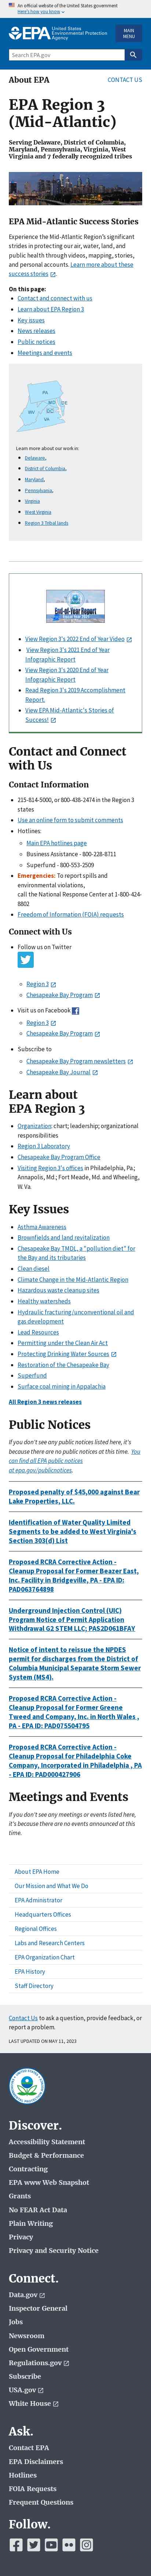 An official website of the United States government
Here's how you know
EPA United States
Environmental Protection
Agency
MAIN
MENU
Search EPA.gov
About EPA
CONTACT US
EPA Region 3
(Mid-Atlantic)
Serving Delaware, District of Columbia,
Maryland, Pennsylvania, Virginia, West
Virginia and 7 federally recognized tribes
EPA Mid-Atlantic Success Stories
Experience the Mid-Atlantic Region's significant
accomplishments by using maps, spacing,
stories, personal accounts. Learn more about these
success stories .
On this page:
Contact and connect with us
Learn about EPA Region 3
Key issues
News releases
Public notices
Meetings and events
PA
MD
DE
WV
DC
VA
Learn more about our work in:
Delaware,
District of Columbia,
Maryland,
Pennsylvania,
Virginia
West Virginia
Region 3 Tribal lands
End-of-Year Report
View Region 3's 2022 End of Year Video
View Region 3's 2021 End of Year
Infographic Report
View Region 3's 2020 End of Year
Infographic Report
Read Region 3's 2019 Accomplishment
Report.
View EPA Mid-Atlantic's Stories of
Success!
Contact and Connect
with Us
Contact Information
215-814-5000, or 800-438-2474 in the Region 3
states
Use an online form to submit comments
Hotlines:
Main EPA hotlines page
Business Assistance - 800-228-8711
Superfund - 800-553-2509
Emergencies: To report spills and
environmental violations,
call the National Response Center at 1-800-424-
8802.
Freedom of Information (FOIA) requests
Connect with Us
Follow us on Twitter
Region 3
Chesapeake Bay Program
Visit us on Facebook
Region 3
Chesapeake Bay Program
Subscribe to
Chesapeake Bay Program newsletters
Chesapeake Bay Journal
Learn about
EPA Region 3
Organization: chart; leadership; organizational
responsibilities
Region 3 Laboratory
Chesapeake Bay Program Office
Visiting Region 3's offices in Philadelphia, Pa.;
Annapolis, Md.; Fort Meade, Md.; and Wheeling,
W. Va.
Key Issues
Asthma Awareness
Brownfields and land revitalization
Chesapeake Bay TMDL, a "pollution diet" for
the Bay and its tributaries
Clean diesel
Climate Change in the Mid-Atlantic Region
Hazardous waste cleanup sites
Healthy watersheds
Hydraulic fracturing/unconventional oil and
gas development
Lead Resources
Permitting under the Clean Air Act
Protecting Drinking Water Sources
Restoration of the Chesapeake Bay
Superfund
Surface coal mining in Appalachia
All Region 3 news releases
Public Notices
If you don't see any public notices listed here, it's
because there are presently none available in this time. You
can find all EPA public notices
at epa.gov/publicnotices.
Proposed penalty of $45,000 against Bear
Lake Properties, LLC.
Identification of Water Quality Limited
Segments to be added to West Virginia's
Section 303(d) List
Proposed RCRA Corrective Action -
Cleanup Proposal for Former Beazer East,
Inc. Facility in Bridgeville, PA - EPA ID:
PAD063764898
Underground Injection Control (UIC)
Program Notice of Permit Application
Withdrawal G2 STEM LLC; PAS2D061BFAY
Notice of intent to reissue the NPDES
permit for discharges from the District of
Columbia Municipal Separate Storm Sewer
System (MS4).
Proposed RCRA Corrective Action -
Cleanup Proposal for Former Greene
Tweed and Company, Inc. in North Wales ,
PA - EPA ID: PAD075504795
Proposed RCRA Corrective Action -
Cleanup Proposal for Philadelphia Coke
Company, Incorporated in Philadelphia , PA
- EPA ID: PAD000427906
Meetings and Events
If you don't see any meetings or events listed here,
it's because there are none presently available in this
time.
About EPA Home
Our Mission and What We Do
EPA Administrator
Headquarters Offices
Regional Offices
Labs and Research Centers
EPA Organization Chart
EPA History
Staff Directory
Contact Us to ask a question, provide feedback, or
report a problem.
LAST UPDATED ON MAY 11, 2023
Discover.
Accessibility Statement
Budget & Performance
Contracting
EPA www Web Snapshot
Grants
No FEAR Act Data
Plain Writing
Privacy
Privacy and Security Notice
Connect.
Data.gov
Inspector General
Jobs
Newsroom
Open Government
Regulations.gov
Subscribe
USA.gov
White House
Ask.
Contact EPA
EPA Disclaimers
Hotlines
FOIA Requests
Frequent Questions
Follow.